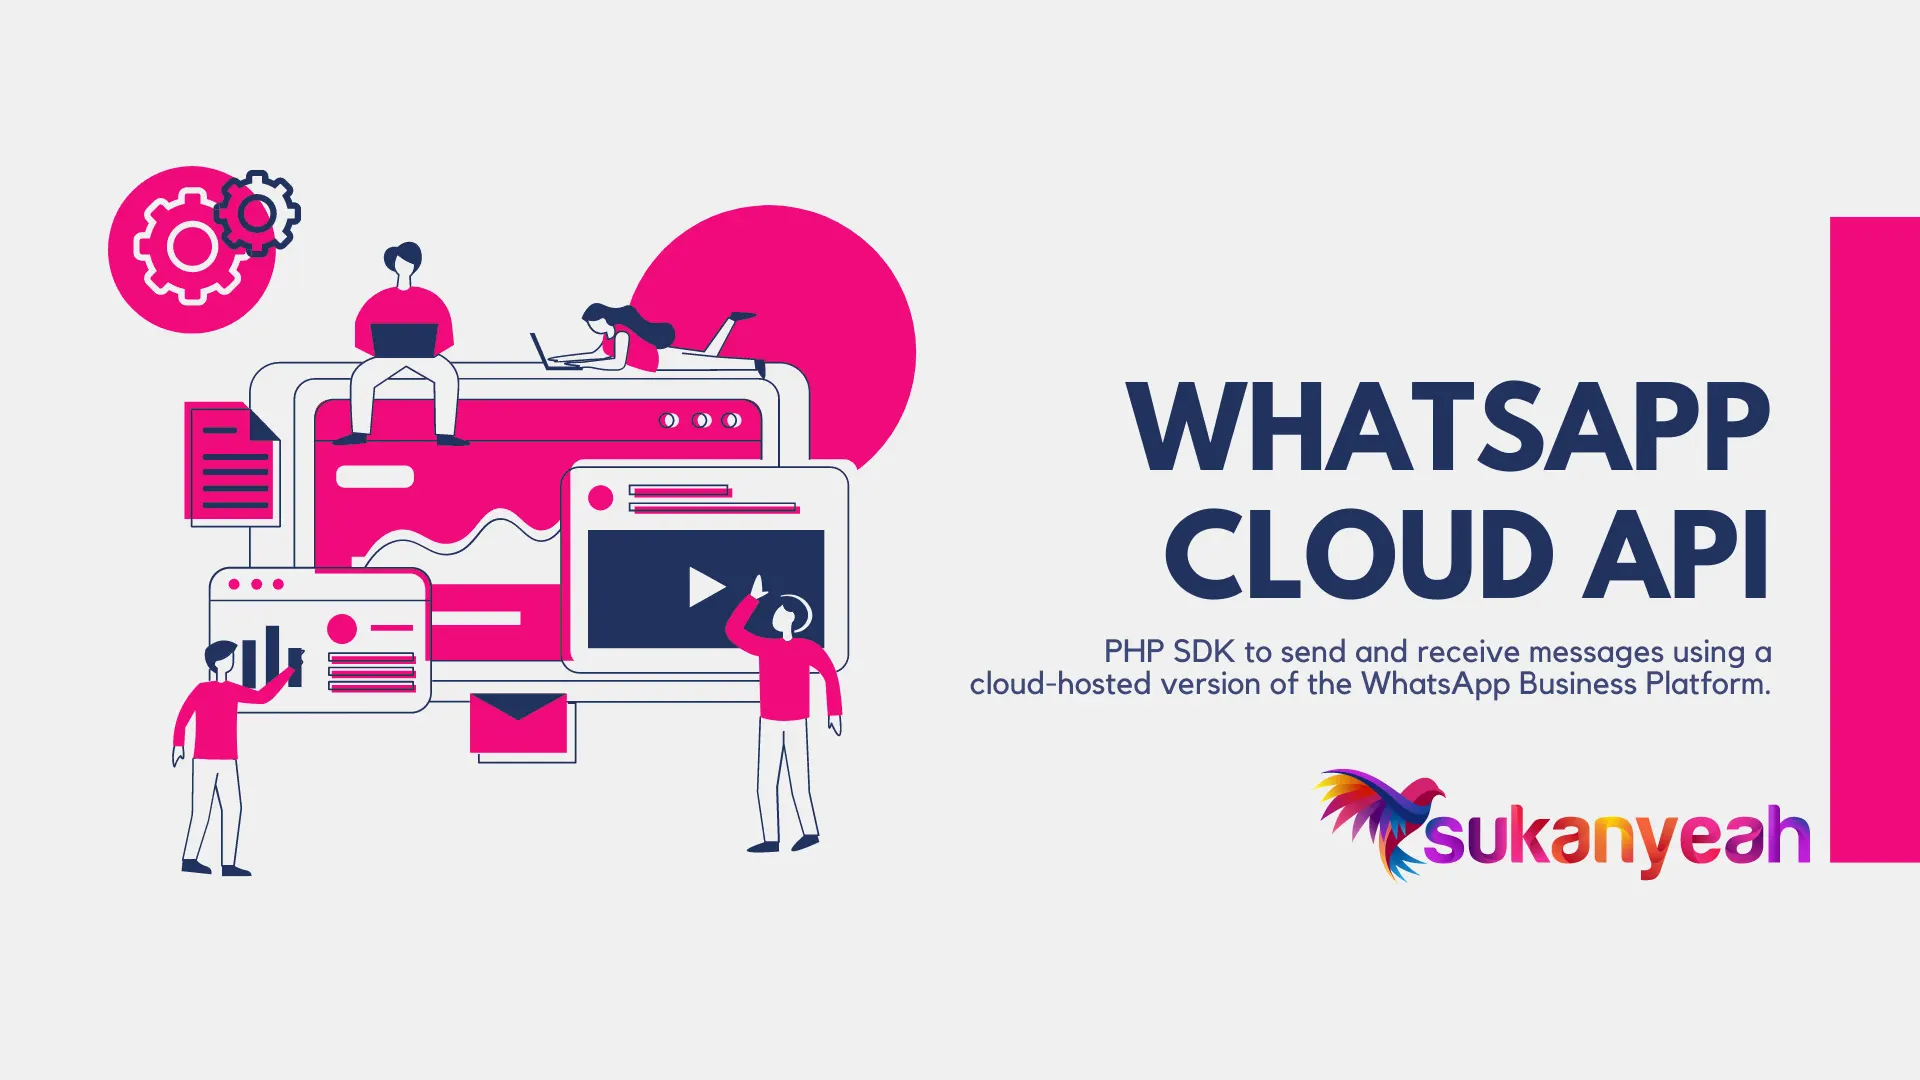 WHATSAPP
CLOUD API
PHP SDK to send and receive messages using a
cloud-hosted version of the WhatsApp Business Platform.
sukanyeah